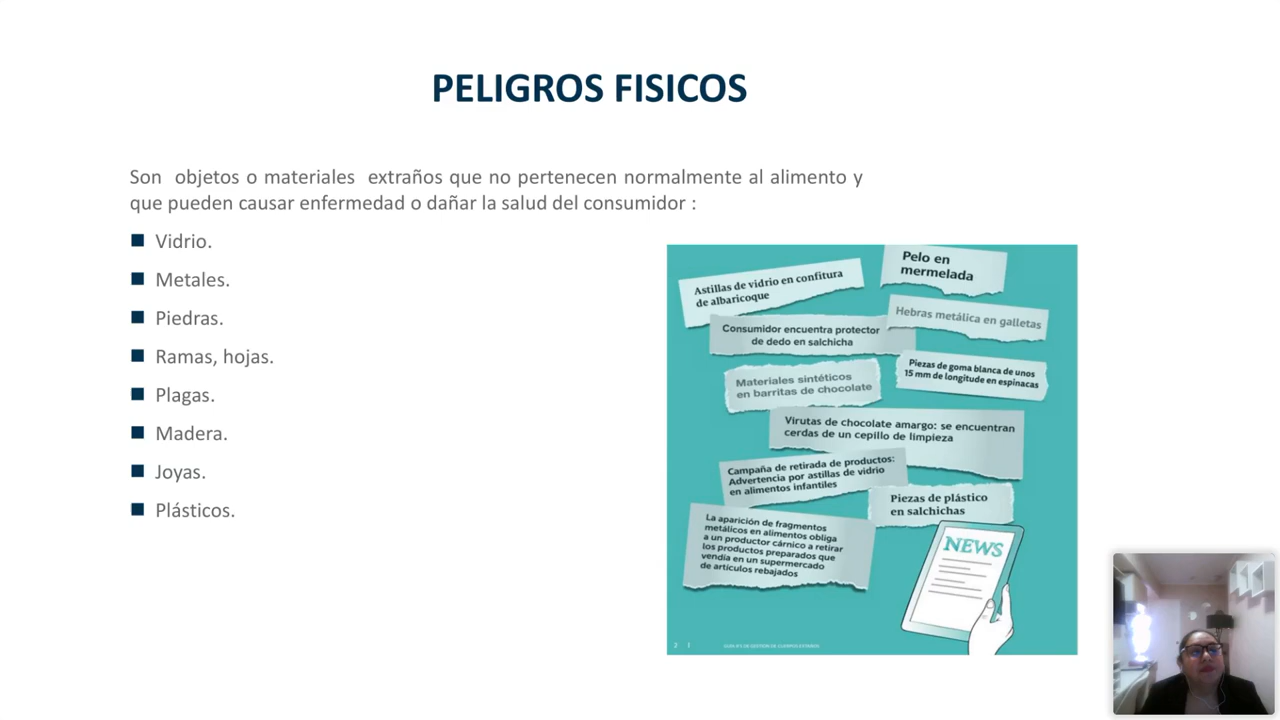 PELIGROS FISICOS
Son objetos o materiales extraños que no pertenecen normalmente al alimento y
que pueden causar enfermedad o dañar la salud del consumidor :
Vidrio.
Metales.
Piedras.
Ramas, hojas.
Plagas.
Madera.
Joyas.
Plásticos.
Astillas de vidrio en confitura
de albaricoque
Pelo en
mermelada
Hebras metálica en galletas
Consumidor encuentra protector
de dedo en salchicha
Piezas de goma blanca de unos
15 mm de longitude en espinacas
Materiales sintéticos
en barritas de chocolate
Virutas de chocolate amargo: se encuentran
cerdas de un cepillo de limpieza
Campaña de retirada de productos:
Advertencia por astillas de vidrio
en alimentos infantiles
Piezas de plástico
en salchichas
La aparición de fragmentos
metálicos en alimentos obliga
a un productor cárnico a retirar
los productos preparados que
vendía en un supermercado
de artículos rebajados
NEWS
2 1